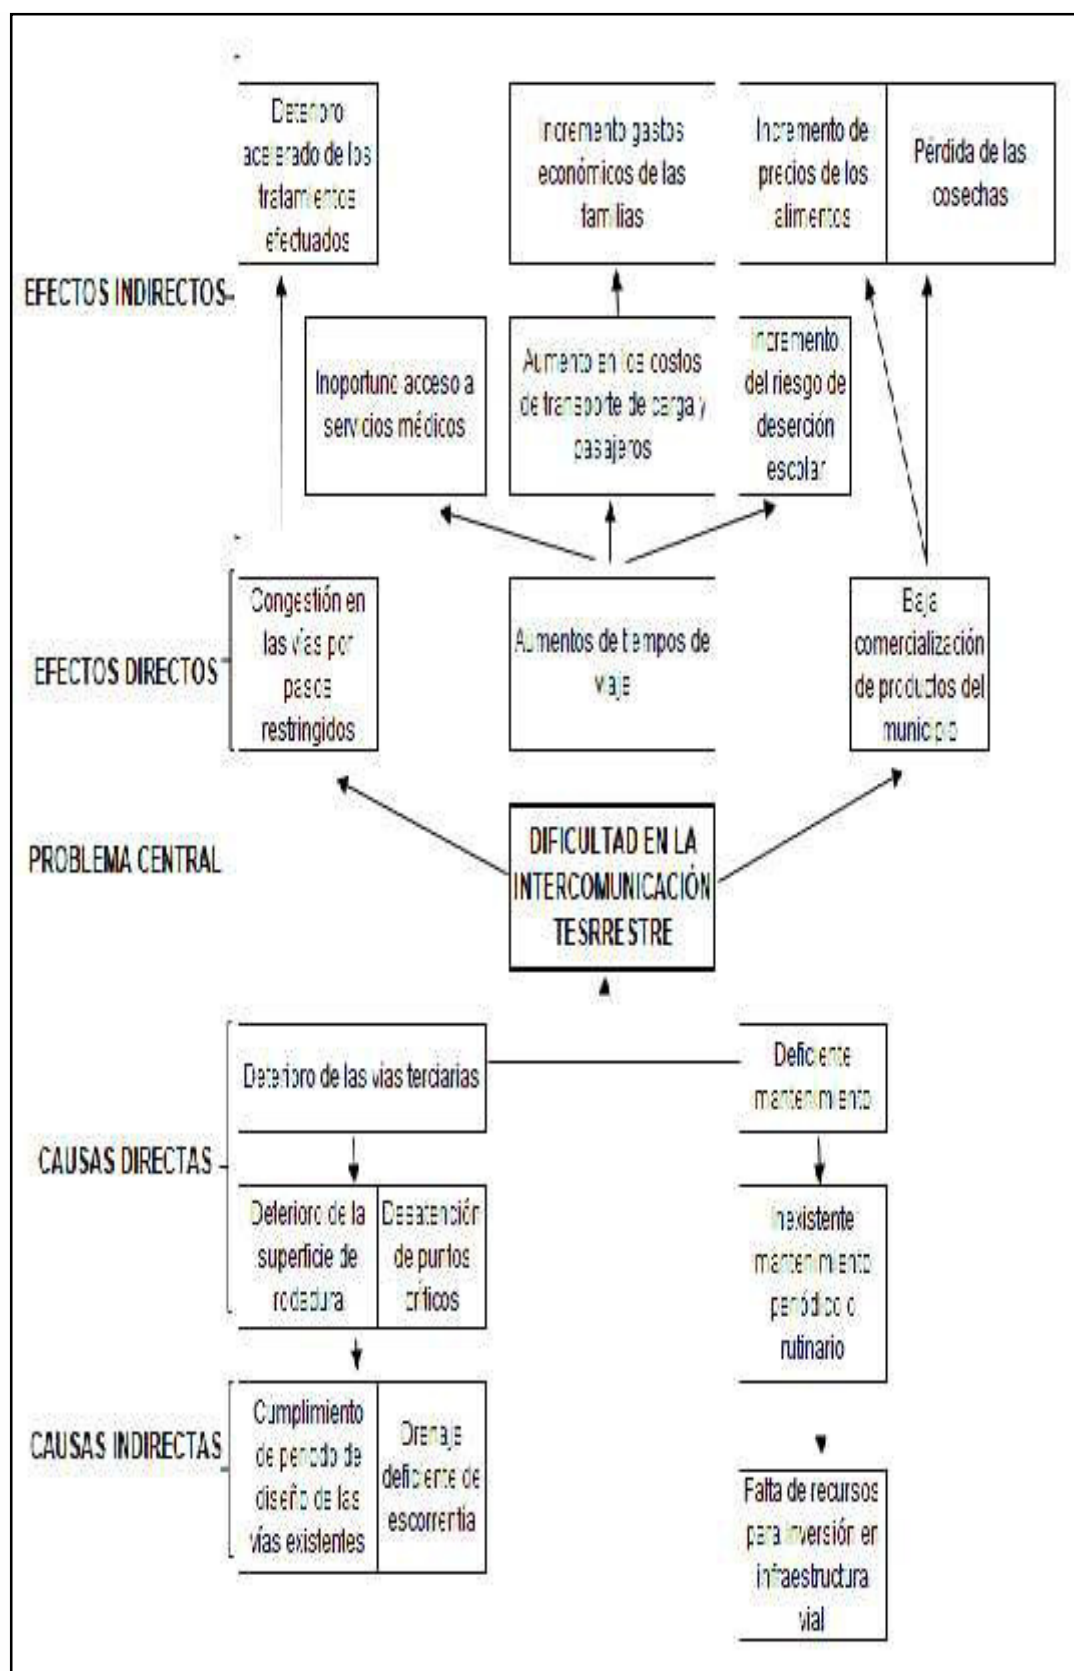 Deterioro
acelerado de los
tratamientos
efectuados
Incremento gastos
económicos de las
familias
Incremento de
precios de los
alimentos
Pérdida de las
cosechas
EFECTOS INDIRECTOS
Inoportuno acceso a
servicios médicos
Aumento en los costos
de transporte de carga y
pasajeros
Incremento
del riesgo de
deserción
escolar
EFECTOS DIRECTOS
Congestión en
las vías por
pasos
restringidos
Aumentos de tiempos de
viaje
Baja
comercialización
de productos del
municipio
PROBLEMA CENTRAL
DIFICULTAD EN LA
INTERCOMUNICACIÓN
TESRRESTRE
CAUSAS DIRECTAS
Deterioro de las vías terciarias
Deficiente
mantenimiento
Deterioro de la
superficie de
rodadura
Desatención
de puntos
críticos
Inexistente
mantenimiento
periódico o
rutinario
CAUSAS INDIRECTAS
Cumplimiento
de periodo de
diseño de las
vías existentes
Drenaje
deficiente de
escorrentía
Falta de recursos
para inversión en
infraestructura
vial